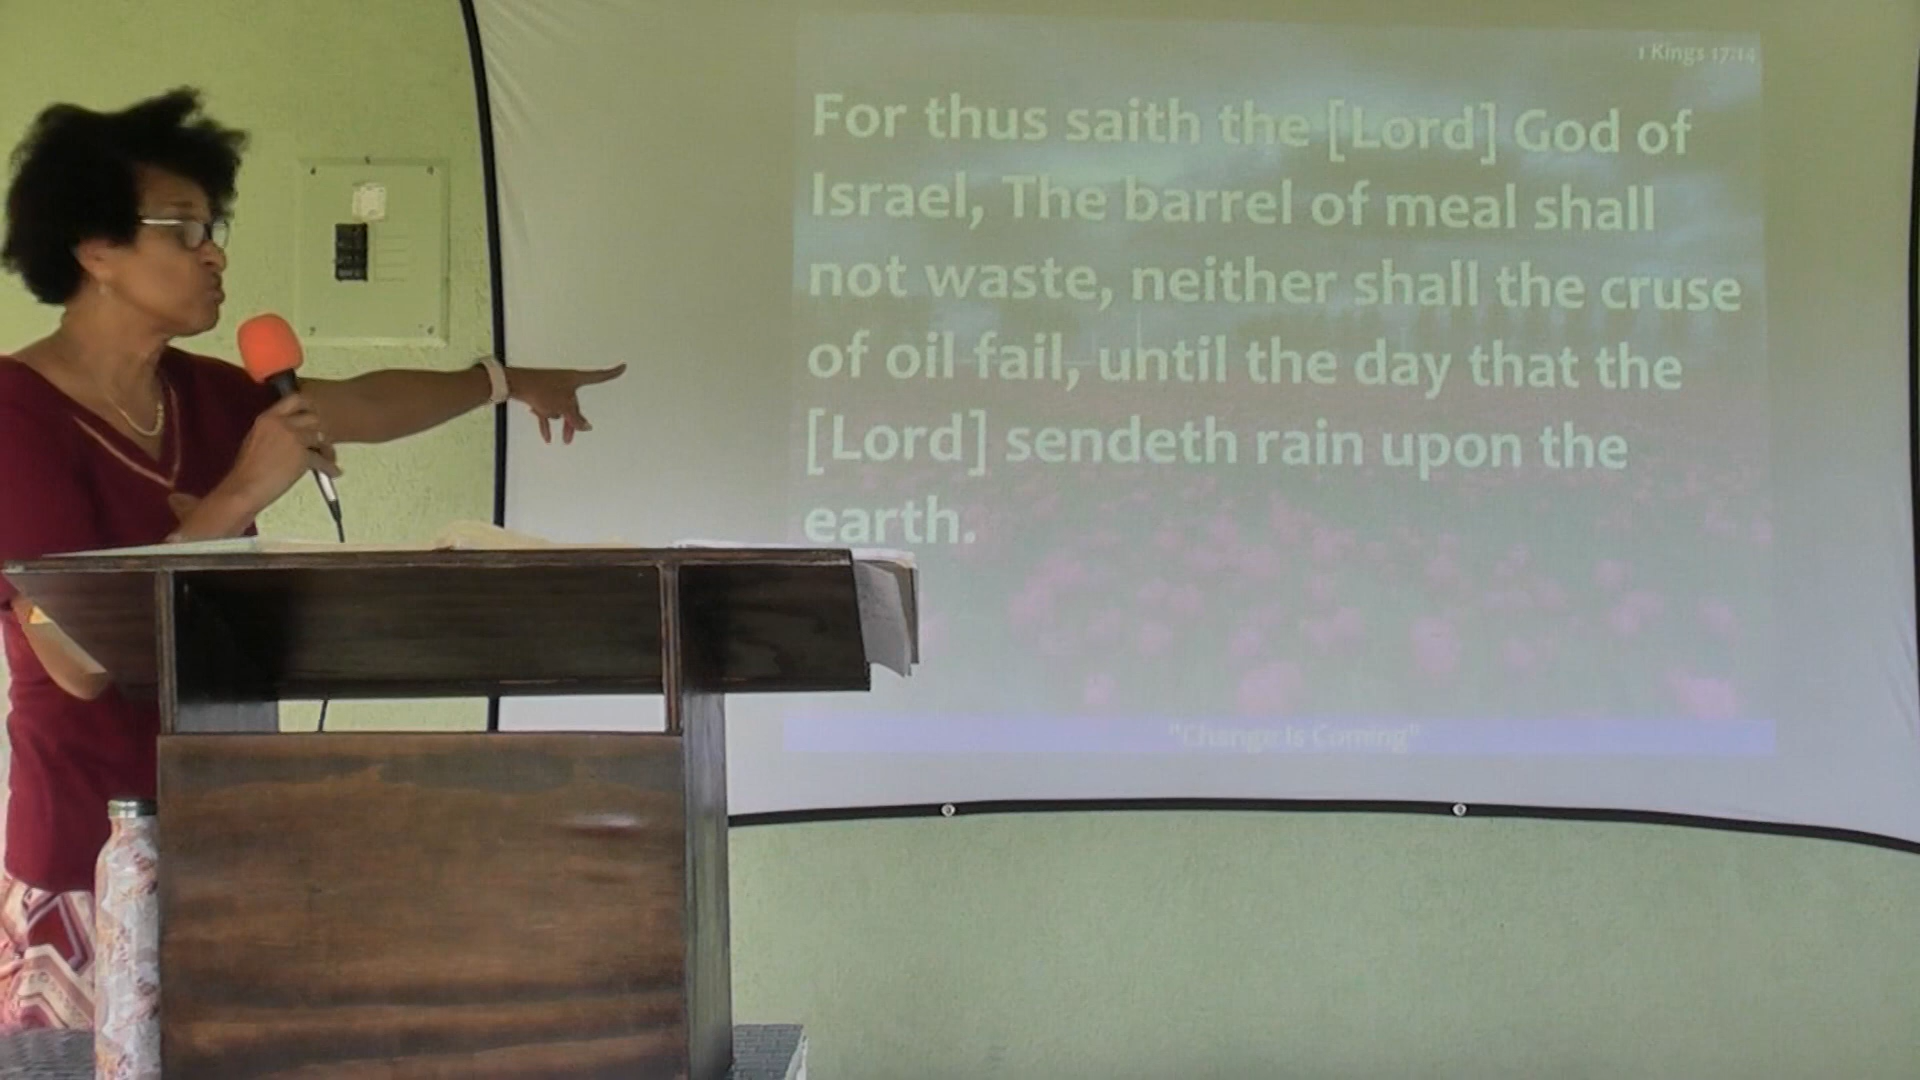 1 Kings 17:14
For thus saith the [Lord] God of
Israel, The barrel of meal shall
not waste, neither shall the cruse
of oil fail, until the day that the
[Lord] sendeth rain upon the
earth.
"Change Is Coming"